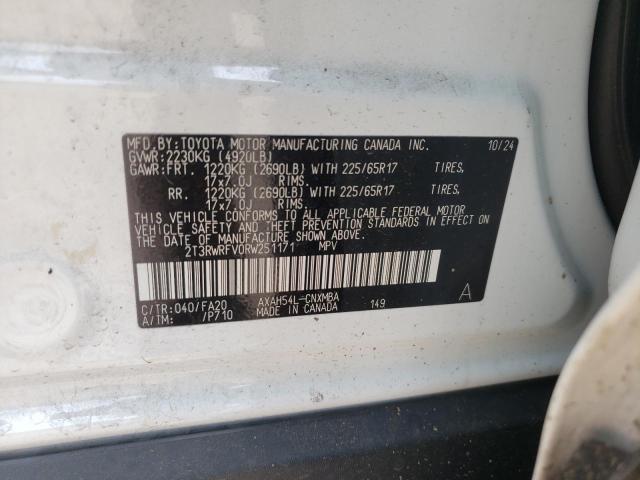 MFD.BY:TOYOTA MOTOR MANUFACTURING CANADA INC. 10/24
GVWR:2230KG (4920LB)
GAWR:FRT. 1220KG (2690LB) WITH 225/65R17 TIRES,
17x7.0J RIMS.
RR. 1220KG (2690LB) WITH 225/65R17 TIRES,
17x7.0J RIMS.
THIS VEHICLE CONFORMS TO ALL APPLICABLE FEDERAL MOTOR
VEHICLE SAFETY, BUMPER, AND THEFT PREVENTION STANDARDS IN EFFECT
ON THE DATE OF MANUFACTURE SHOWN ABOVE.
2T3RWRFV0RW251171 MPV
C/TR:040/FA20 AXAH54L-CNXMBA 149 A
A/TM: /P710 MADE IN CANADA